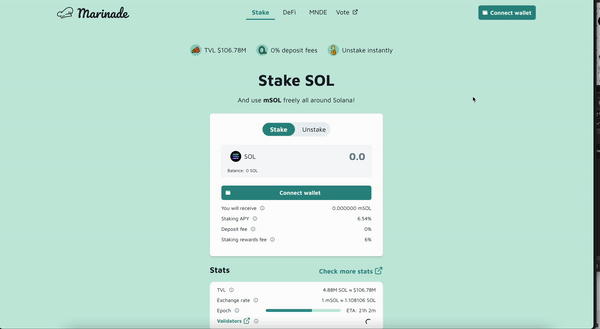 Marinade
Stake DeFi MNDE Vote
Connect wallet
TVL $106.78M 0% deposit fees Unstake instantly
Stake SOL
And use mSOL freely all around Solana!
Stake Unstake
SOL 0.0
Balance: 0 SOL
Connect wallet
You will receive 0.000000 mSOL
Staking APY 6.54%
Deposit fee 0%
Staking rewards fee 6%
Stats Check more stats
TVL 4.88M SOL ≈ $106.78M
Exchange rate 1 mSOL ≈ 1.108106 SOL
Epoch ETA: 21h 2m
Validators